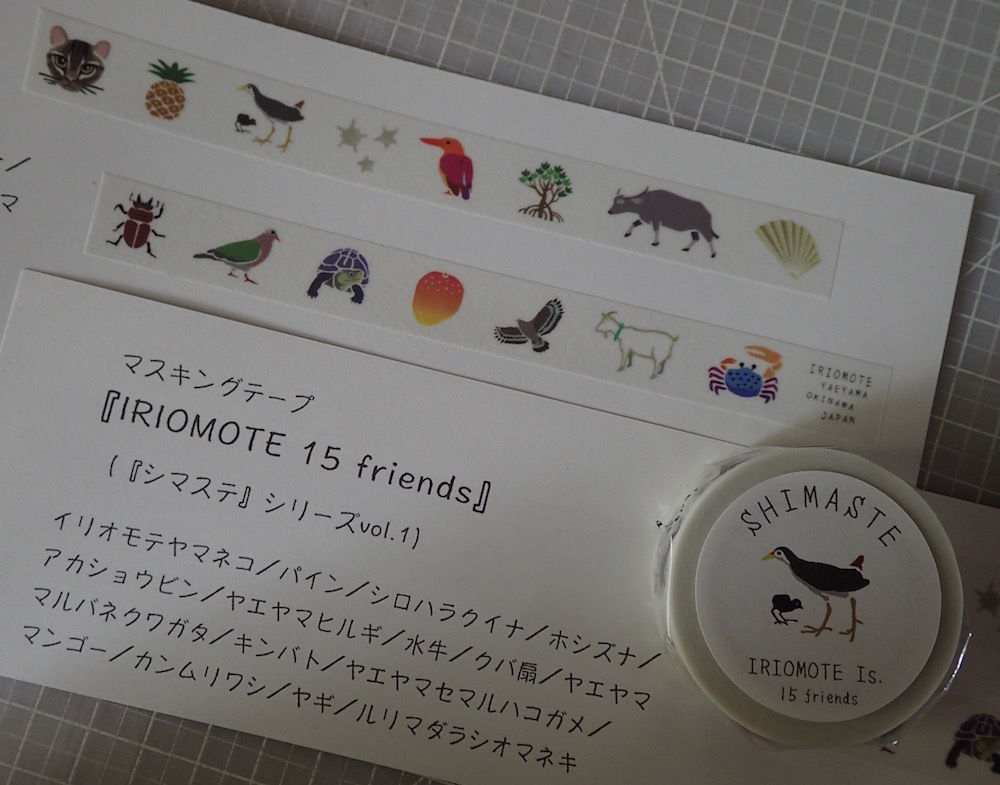 IRIOMOTE
YAEYAMA
OKINAWA
JAPAN
マスキングテープ
『IRIOMOTE 15 friends』
(『シマステ』シリーズvol.1)
イリオモテヤマネコ/パイン/シロハラクイナ/ホシズナ/
アカショウビン/ヤエヤマヒルギ/水牛/クバ扇/ヤエヤマ
マルバネクワガタ/キンバト/ヤエヤマセマルハコガメ/
マンゴー/カンムリワシ/ヤギ/ルリマダラシオマネキ
SHIMASTE
IRIOMOTE Is.
15 friends